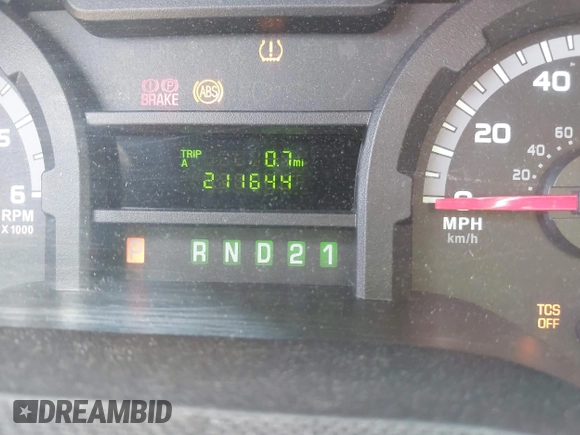 BRAKE
ABS
40
5
20
60
TRIP
A
0.7 mi
40
211644
20
6
0
RPM
X 1000
MPH
km/h
P R N D 2 1
TCS
OFF
DREAMBID